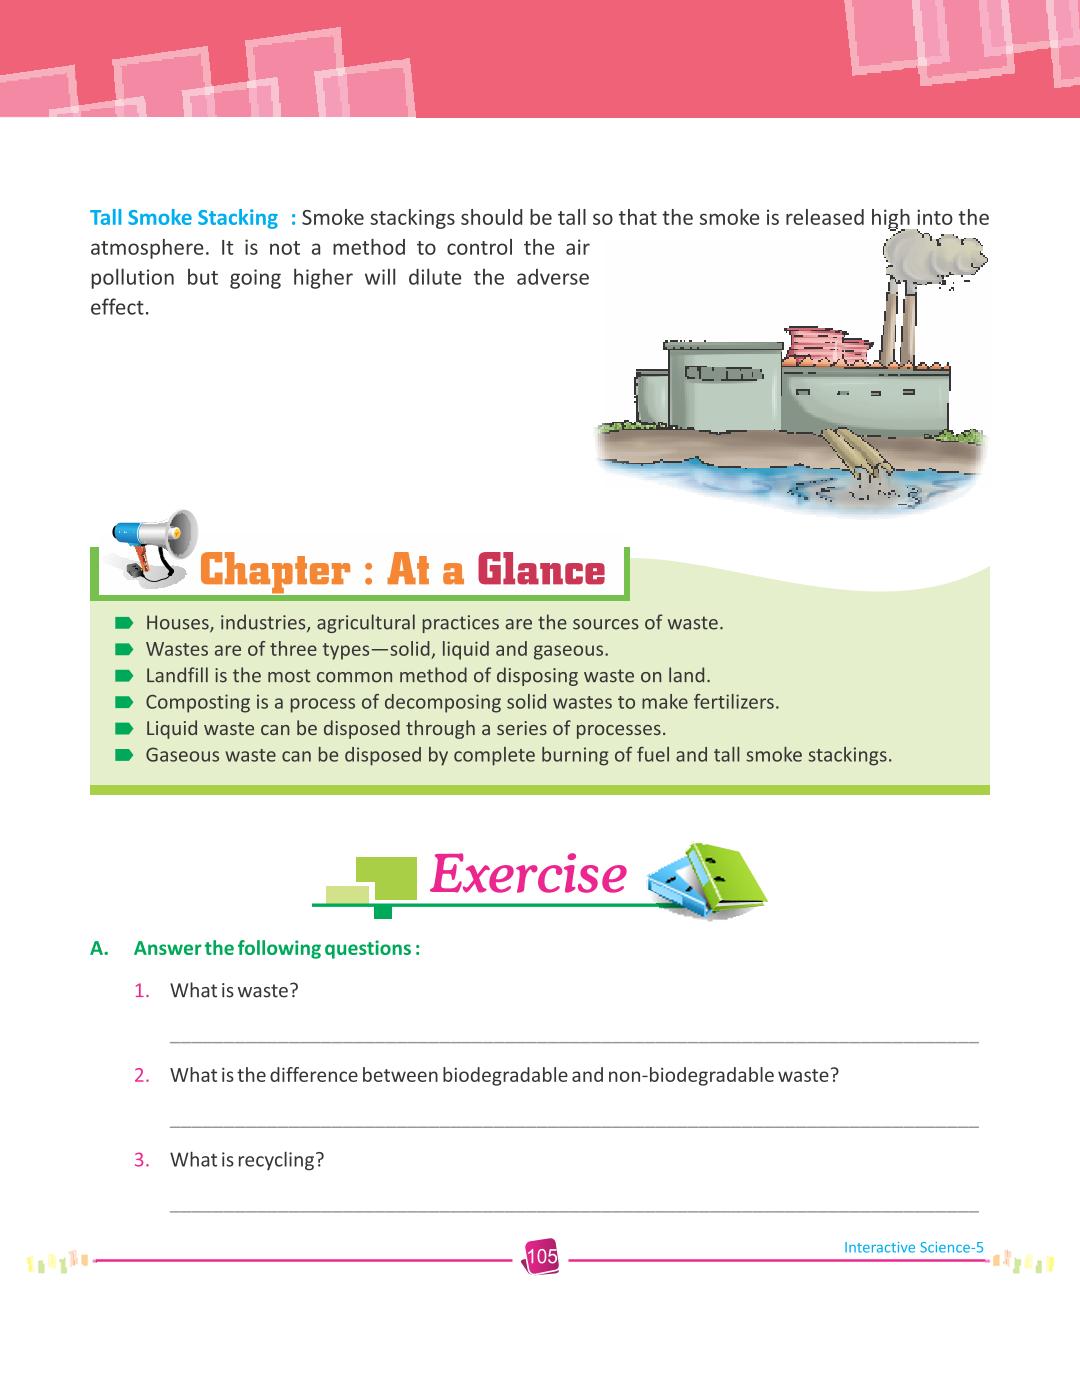 Tall Smoke Stacking : Smoke stackings should be tall so that the smoke is released high into the
atmosphere. It is not a method to control the air
pollution but going higher will dilute the adverse
effect.
Chapter : At a Glance
Houses, industries, agricultural practices are the sources of waste.
Wastes are of three types—solid, liquid and gaseous.
Landfill is the most common method of disposing waste on land.
Composting is a process of decomposing solid wastes to make fertilizers.
Liquid waste can be disposed through a series of processes.
Gaseous waste can be disposed by complete burning of fuel and tall smoke stackings.
Exercise
A. Answer the following questions :
1. What is waste?
2. What is the difference between biodegradable and non-biodegradable waste?
3. What is recycling?
Interactive Science-5
105